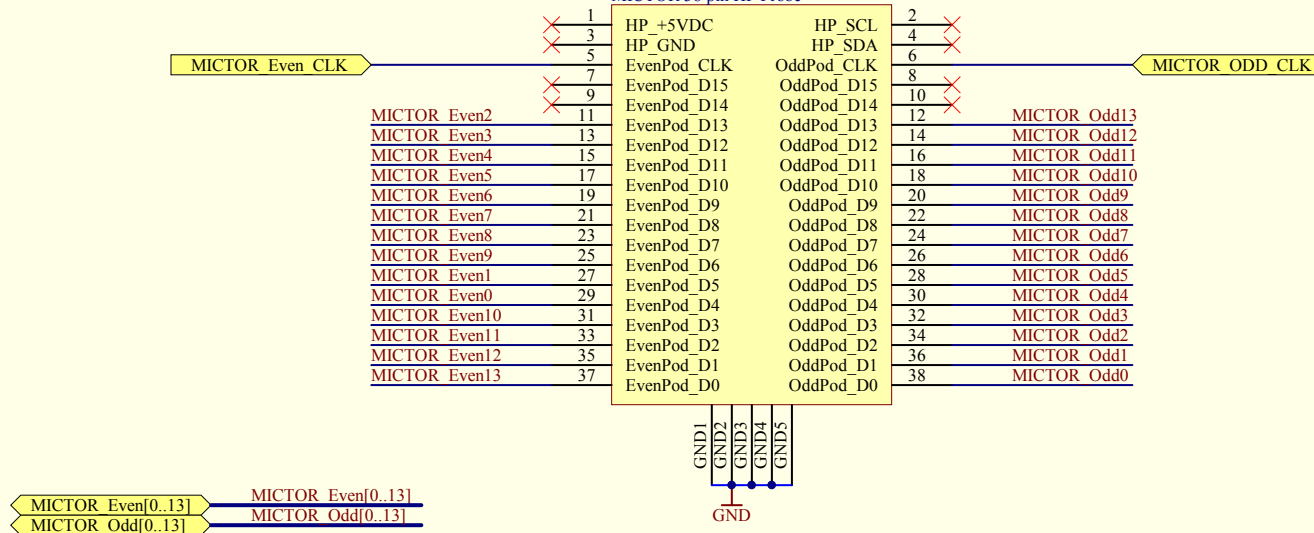 1 HP_+5VDC HP_SCL 2
3 HP_GND HP_SDA 4
MICTOR_Even_CLK 5 EvenPod_CLK OddPod_CLK 6 MICTOR_ODD_CLK
7 EvenPod_D15 OddPod_D15 8
9 EvenPod_D14 OddPod_D14 10
MICTOR_Even2 11 EvenPod_D13 OddPod_D13 12 MICTOR_Odd13
MICTOR_Even3 13 EvenPod_D12 OddPod_D12 14 MICTOR_Odd12
MICTOR_Even4 15 EvenPod_D11 OddPod_D11 16 MICTOR_Odd11
MICTOR_Even5 17 EvenPod_D10 OddPod_D10 18 MICTOR_Odd10
MICTOR_Even6 19 EvenPod_D9 OddPod_D9 20 MICTOR_Odd9
MICTOR_Even7 21 EvenPod_D8 OddPod_D8 22 MICTOR_Odd8
MICTOR_Even8 23 EvenPod_D7 OddPod_D7 24 MICTOR_Odd7
MICTOR_Even9 25 EvenPod_D6 OddPod_D6 26 MICTOR_Odd6
MICTOR_Even1 27 EvenPod_D5 OddPod_D5 28 MICTOR_Odd5
MICTOR_Even0 29 EvenPod_D4 OddPod_D4 30 MICTOR_Odd4
MICTOR_Even10 31 EvenPod_D3 OddPod_D3 32 MICTOR_Odd3
MICTOR_Even11 33 EvenPod_D2 OddPod_D2 34 MICTOR_Odd2
MICTOR_Even12 35 EvenPod_D1 OddPod_D1 36 MICTOR_Odd1
MICTOR_Even13 37 EvenPod_D0 OddPod_D0 38 MICTOR_Odd0
GND1 GND2 GND3 GND4 GND5
MICTOR_Even[0..13] MICTOR_Even[0..13]
MICTOR_Odd[0..13] MICTOR_Odd[0..13]
GND